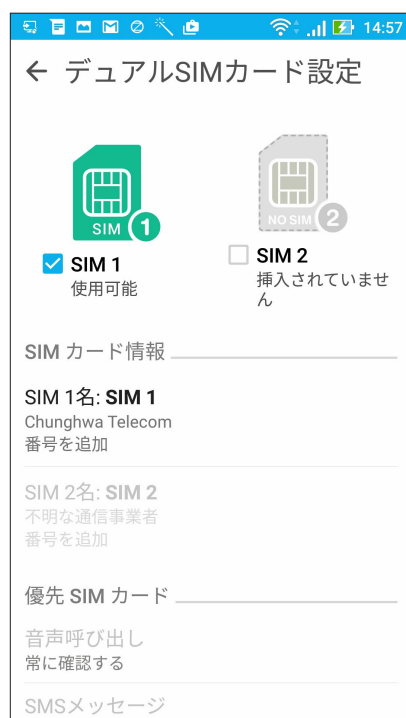 14:57
デュアルSIMカード設定
SIM 1
NO SIM 2
SIM 1
使用可能
SIM 2
挿入されていませ
ん
SIM カード情報
SIM 1名: SIM 1
Chunghwa Telecom
番号を追加
SIM 2名: SIM 2
不明な通信事業者
番号を追加
優先 SIM カード
音声呼び出し
常に確認する
SMSメッセージ